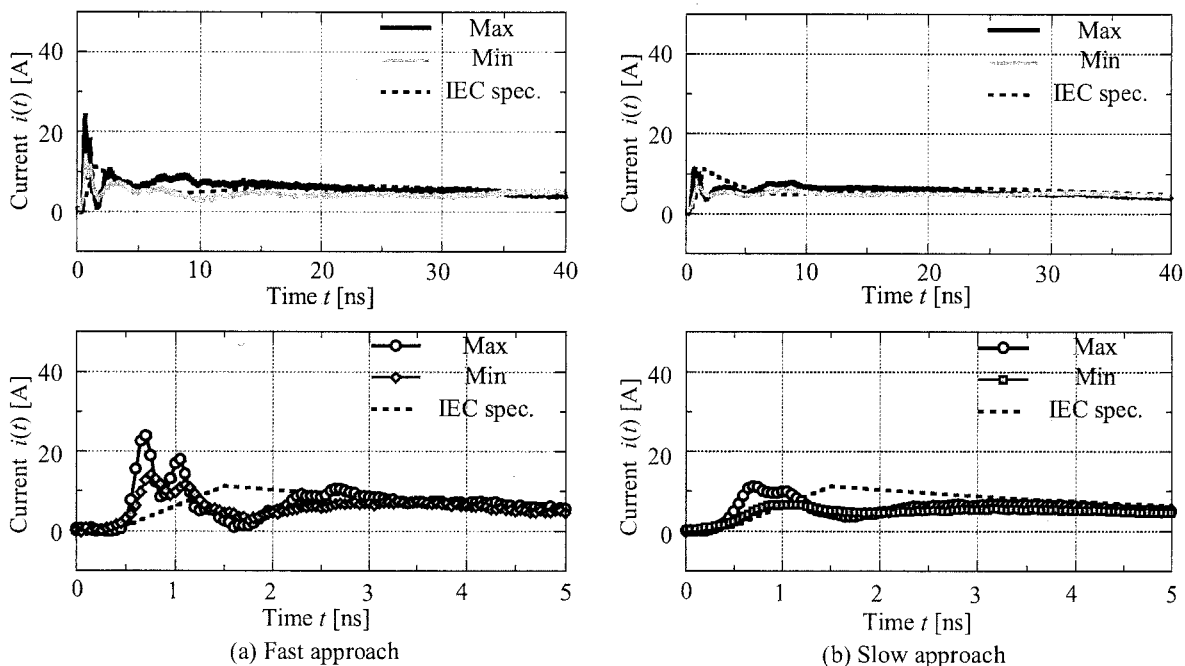 Current i(t) [A]
40
20
0
Max
Min
IEC spec.
0 10 20 30 40
Time t [ns]
Current i(t) [A]
40
20
0
Max
Min
IEC spec.
0 10 20 30 40
Time t [ns]
Current i(t) [A]
40
20
0
Max
Min
IEC spec.
0 1 2 3 4 5
Time t [ns]
(a) Fast approach
Current i(t) [A]
40
20
0
Max
Min
IEC spec.
0 1 2 3 4 5
Time t [ns]
(b) Slow approach